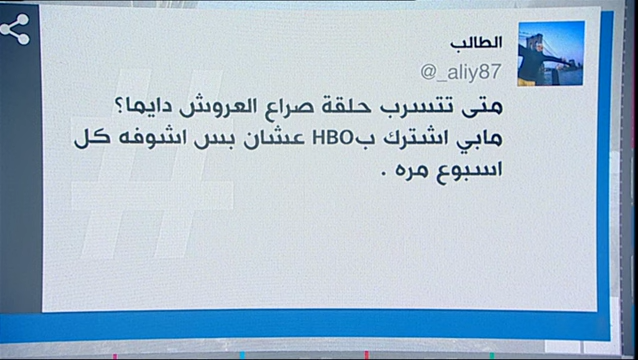 الطالب
@_aliy87
متى تتسرب حلقة صراع العروش دايما؟
مابي اشترك بHBO عشان بس اشوفه كل
اسبوع مره .